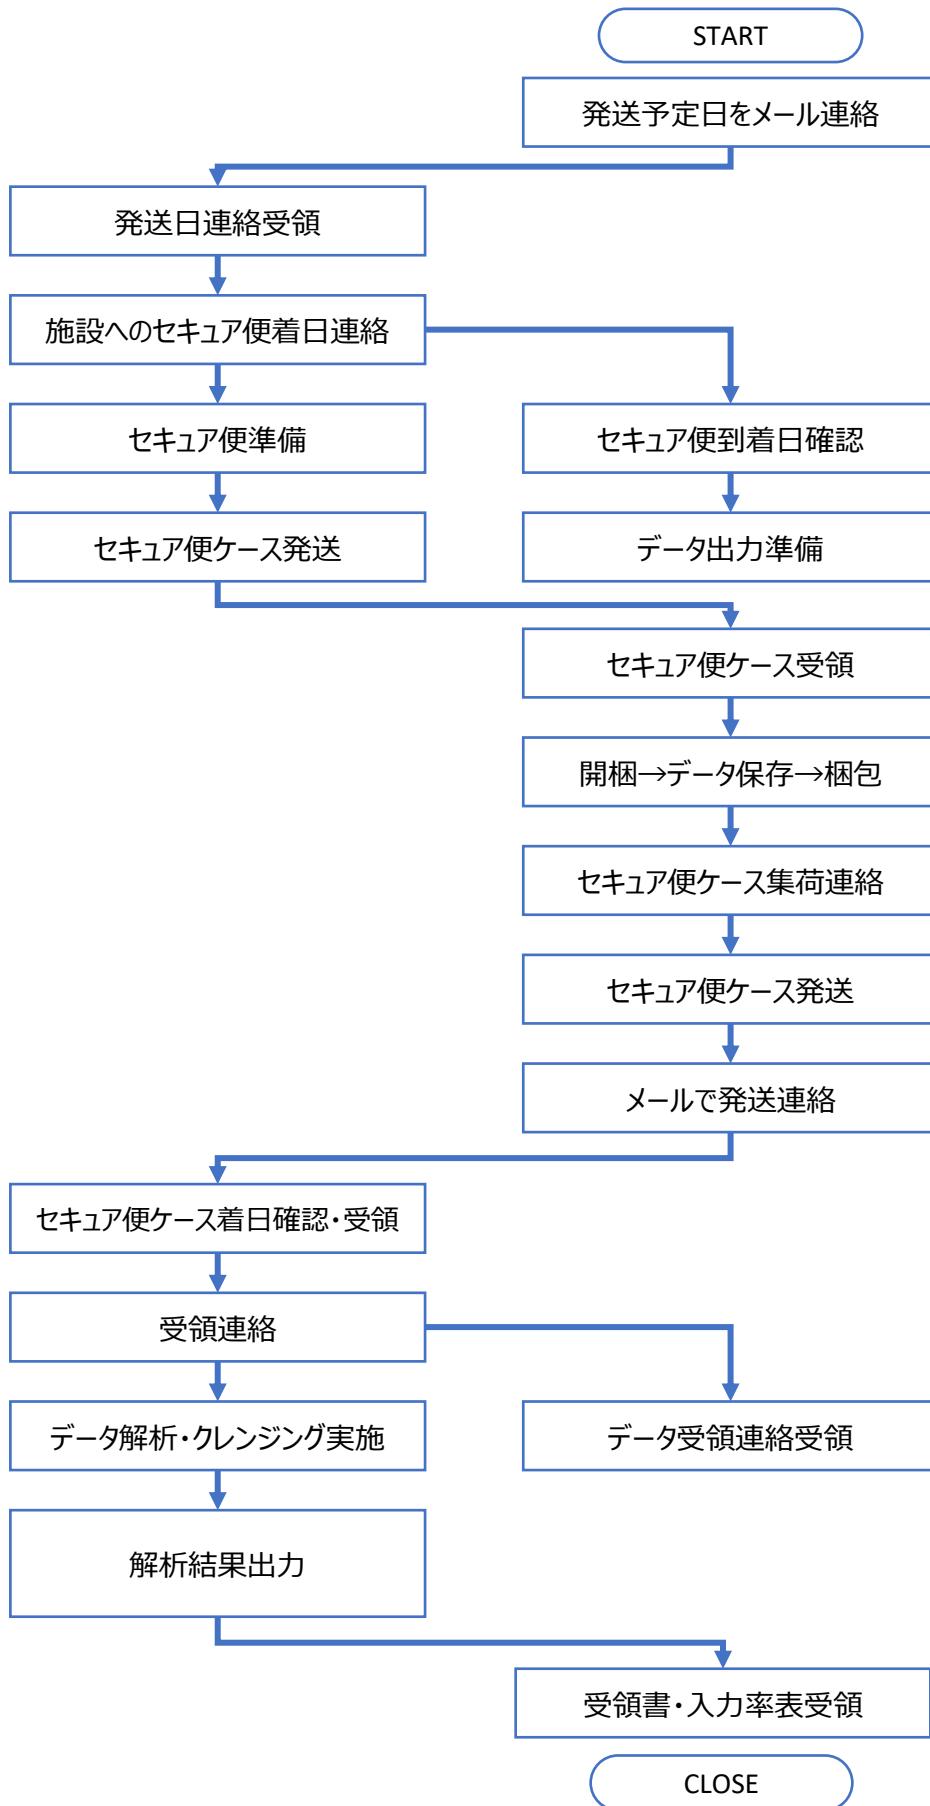 START
発送予定日をメール連絡
発送日連絡受領
施設へのセキュア便着日連絡
セキュア便準備
セキュア便到着日確認
セキュア便ケース発送
データ出力準備
セキュア便ケース受領
開梱→データ保存→梱包
セキュア便ケース集荷連絡
セキュア便ケース発送
メールで発送連絡
セキュア便ケース着日確認・受領
受領連絡
データ解析・クレンジング実施
データ受領連絡受領
解析結果出力
受領書・入力率表受領
CLOSE